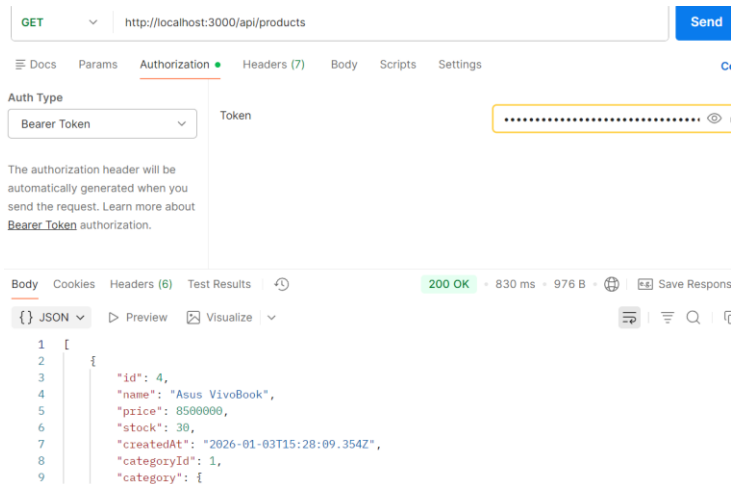 GET http://localhost:3000/api/products Send
Docs Params Authorization Headers (7) Body Scripts Settings
Auth Type
Bearer Token
Token
The authorization header will be
automatically generated when you
send the request. Learn more about
Bearer Token authorization.
Body Cookies Headers (6) Test Results 200 OK 830 ms 976 B Save Respons
{} JSON Preview Visualize
1 [
2 {
3 "id": 4,
4 "name": "Asus VivoBook",
5 "price": 8500000,
6 "stock": 30,
7 "createdAt": "2026-01-03T15:28:09.354Z",
8 "categoryId": 1,
9 "category": {